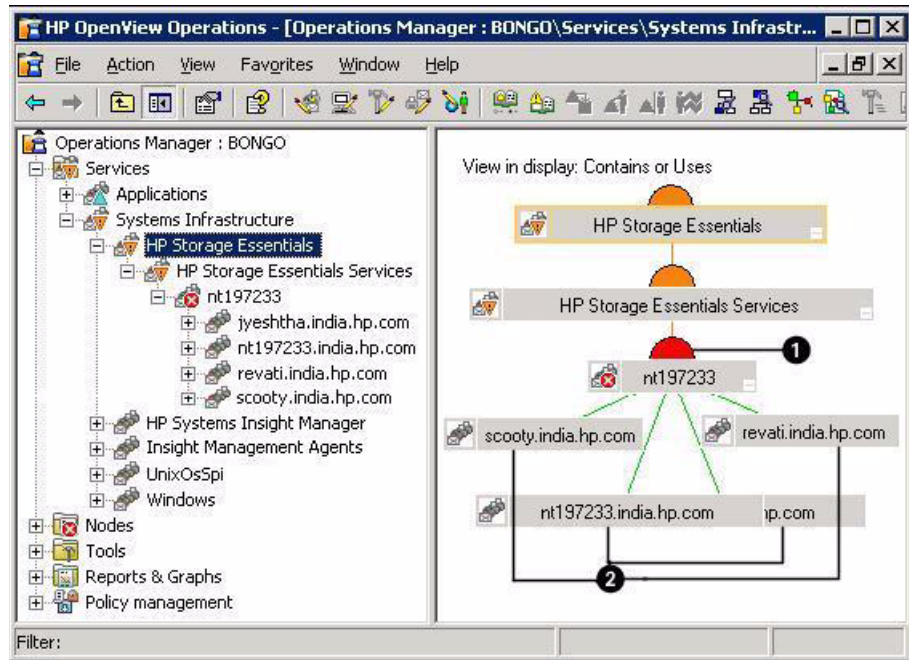 HP OpenView Operations - [Operations Manager : BONGO\Services\Systems Infrastr...
File Action View Favorites Window Help
Operations Manager : BONGO
Services
Applications
Systems Infrastructure
HP Storage Essentials
HP Storage Essentials Services
nt197233
jyeshtha.india.hp.com
nt197233.india.hp.com
revati.india.hp.com
scooty.india.hp.com
HP Systems Insight Manager
Insight Management Agents
UnixOsSpi
Windows
Nodes
Tools
Reports & Graphs
Policy management
View in display: Contains or Uses
HP Storage Essentials
HP Storage Essentials Services
1
nt197233
scooty.india.hp.com
revati.india.hp.com
nt197233.india.hp.com
hp.com
2
Filter: